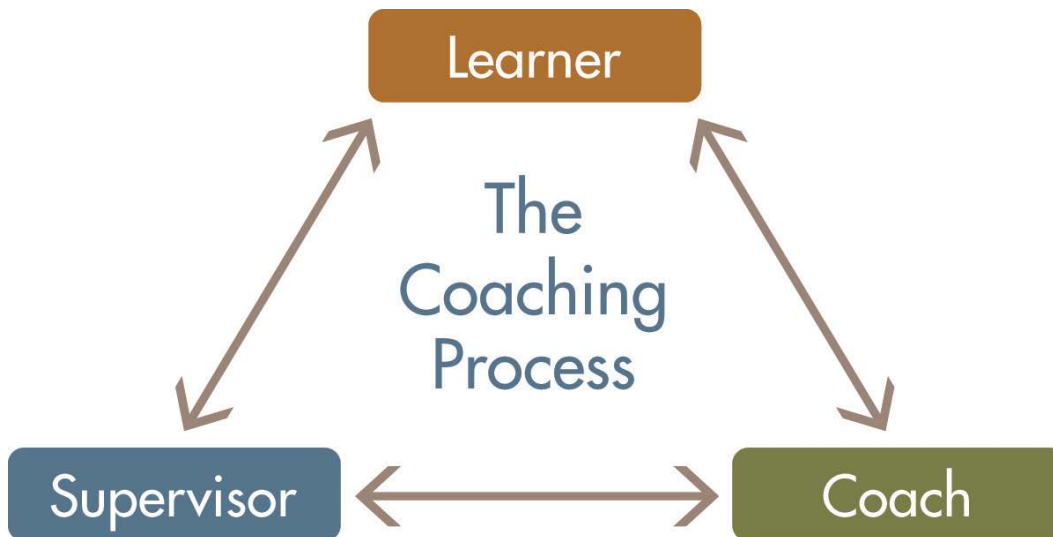 Learner
The
Coaching
Process
Supervisor
Coach